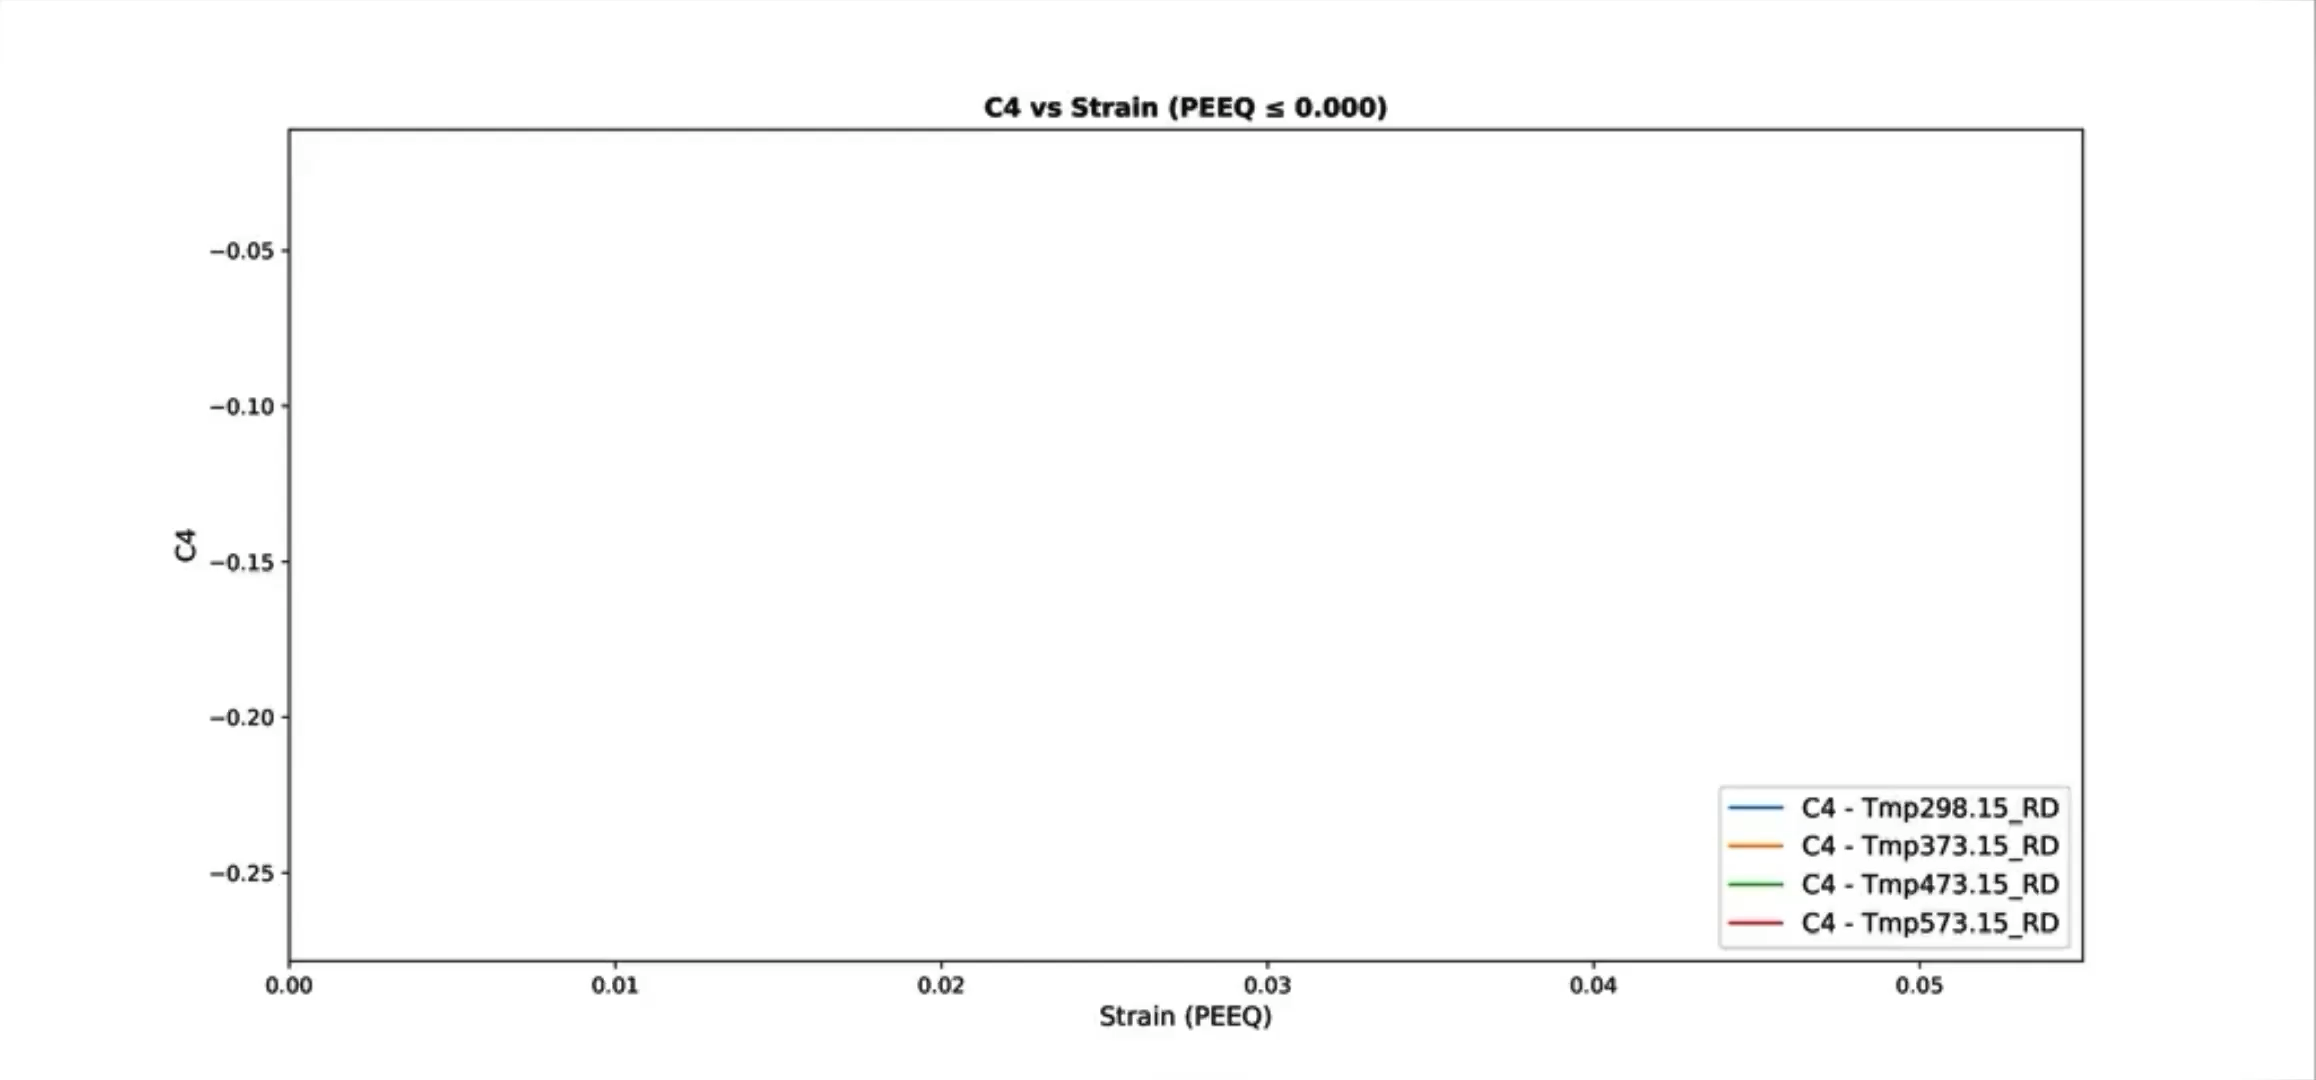 C4 vs Strain (PEEQ ≤ 0.000)
C4
−0.05
−0.10
−0.15
−0.20
−0.25
C4 - Tmp298.15_RD
C4 - Tmp373.15_RD
C4 - Tmp473.15_RD
C4 - Tmp573.15_RD
0.00 0.01 0.02 0.03 0.04 0.05
Strain (PEEQ)